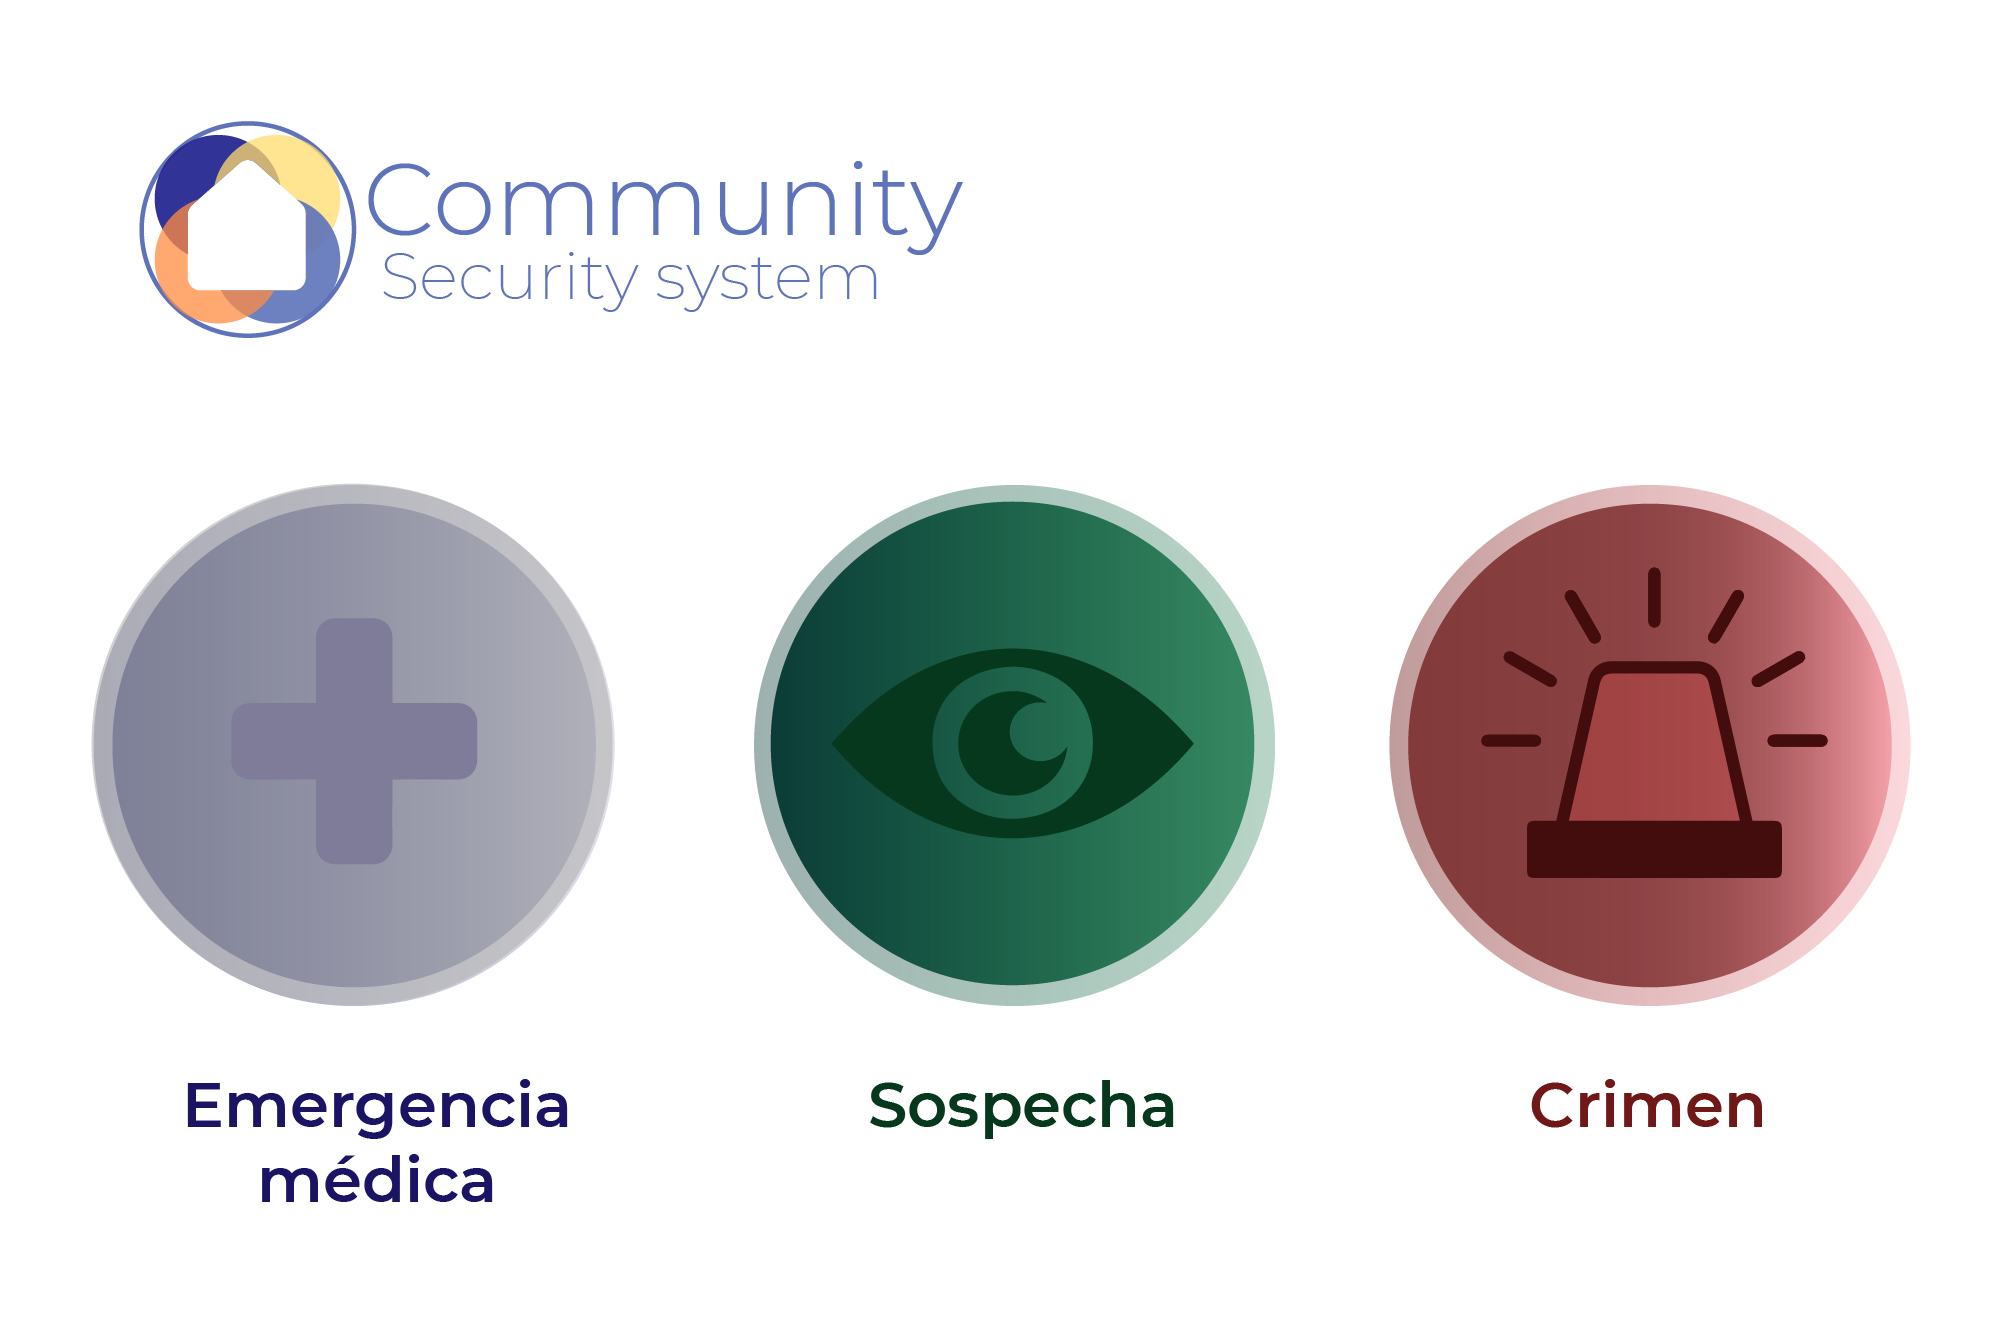 Community
Security system
Emergencia
médica
Sospecha
Crimen